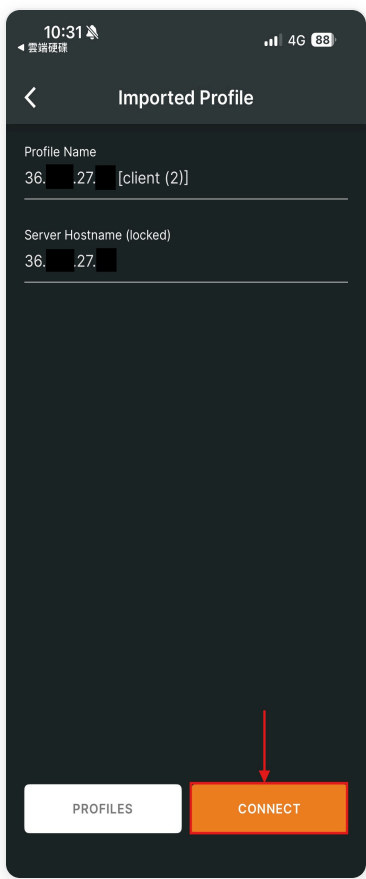 10:31
◀ 雲端硬碟
4G 88
Imported Profile
Profile Name
36. .27. [client (2)]
Server Hostname (locked)
36. .27.
PROFILES
CONNECT